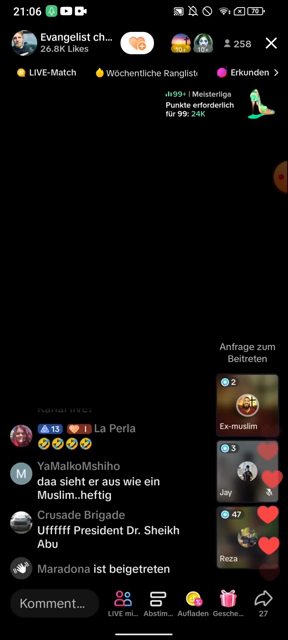 21:06
70
Evangelist ch...
26.8K Likes
10+
10+
258
LIVE-Match
Wöchentliche Ranglist
Erkunden
99+ | Meisterliga
Punkte erforderlich
für 99: 24K
Anfrage zum
Beitreten
2
Ex-muslim
13
I
La Perla
🤣🤣🤣🤣
3
Jay
M
YaMalkoMshiho
daa sieht er aus wie ein
Muslim..heftig
Crusade Brigade
Uffffff President Dr. Sheikh
Abu
47
Reza
Maradona ist beigetreten
Komment...
LIVE mi...
Abstim...
Aufladen
Gesche...
27